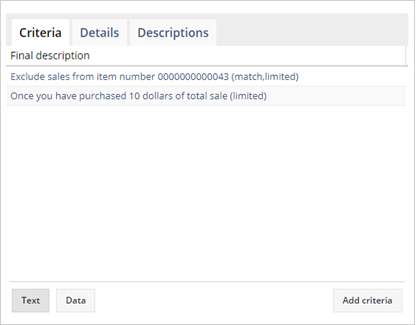 Criteria Details Descriptions
Final description
Exclude sales from item number 0000000000043 (match,limited)
Once you have purchased 10 dollars of total sale (limited)
Text Data Add criteria